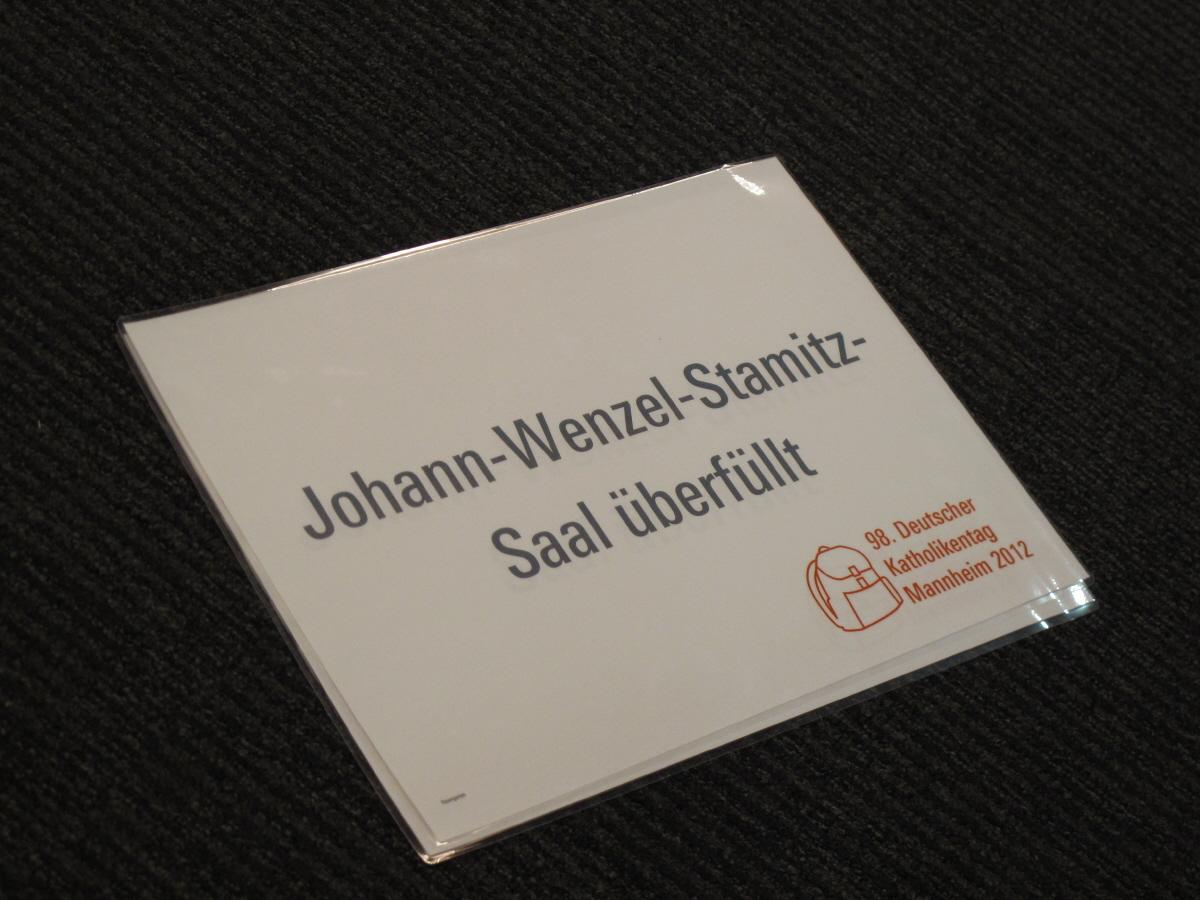 Johann-Wenzel-Stamitz-
Saal überfüllt
98. Deutscher
Katholikentag
Mannheim 2012